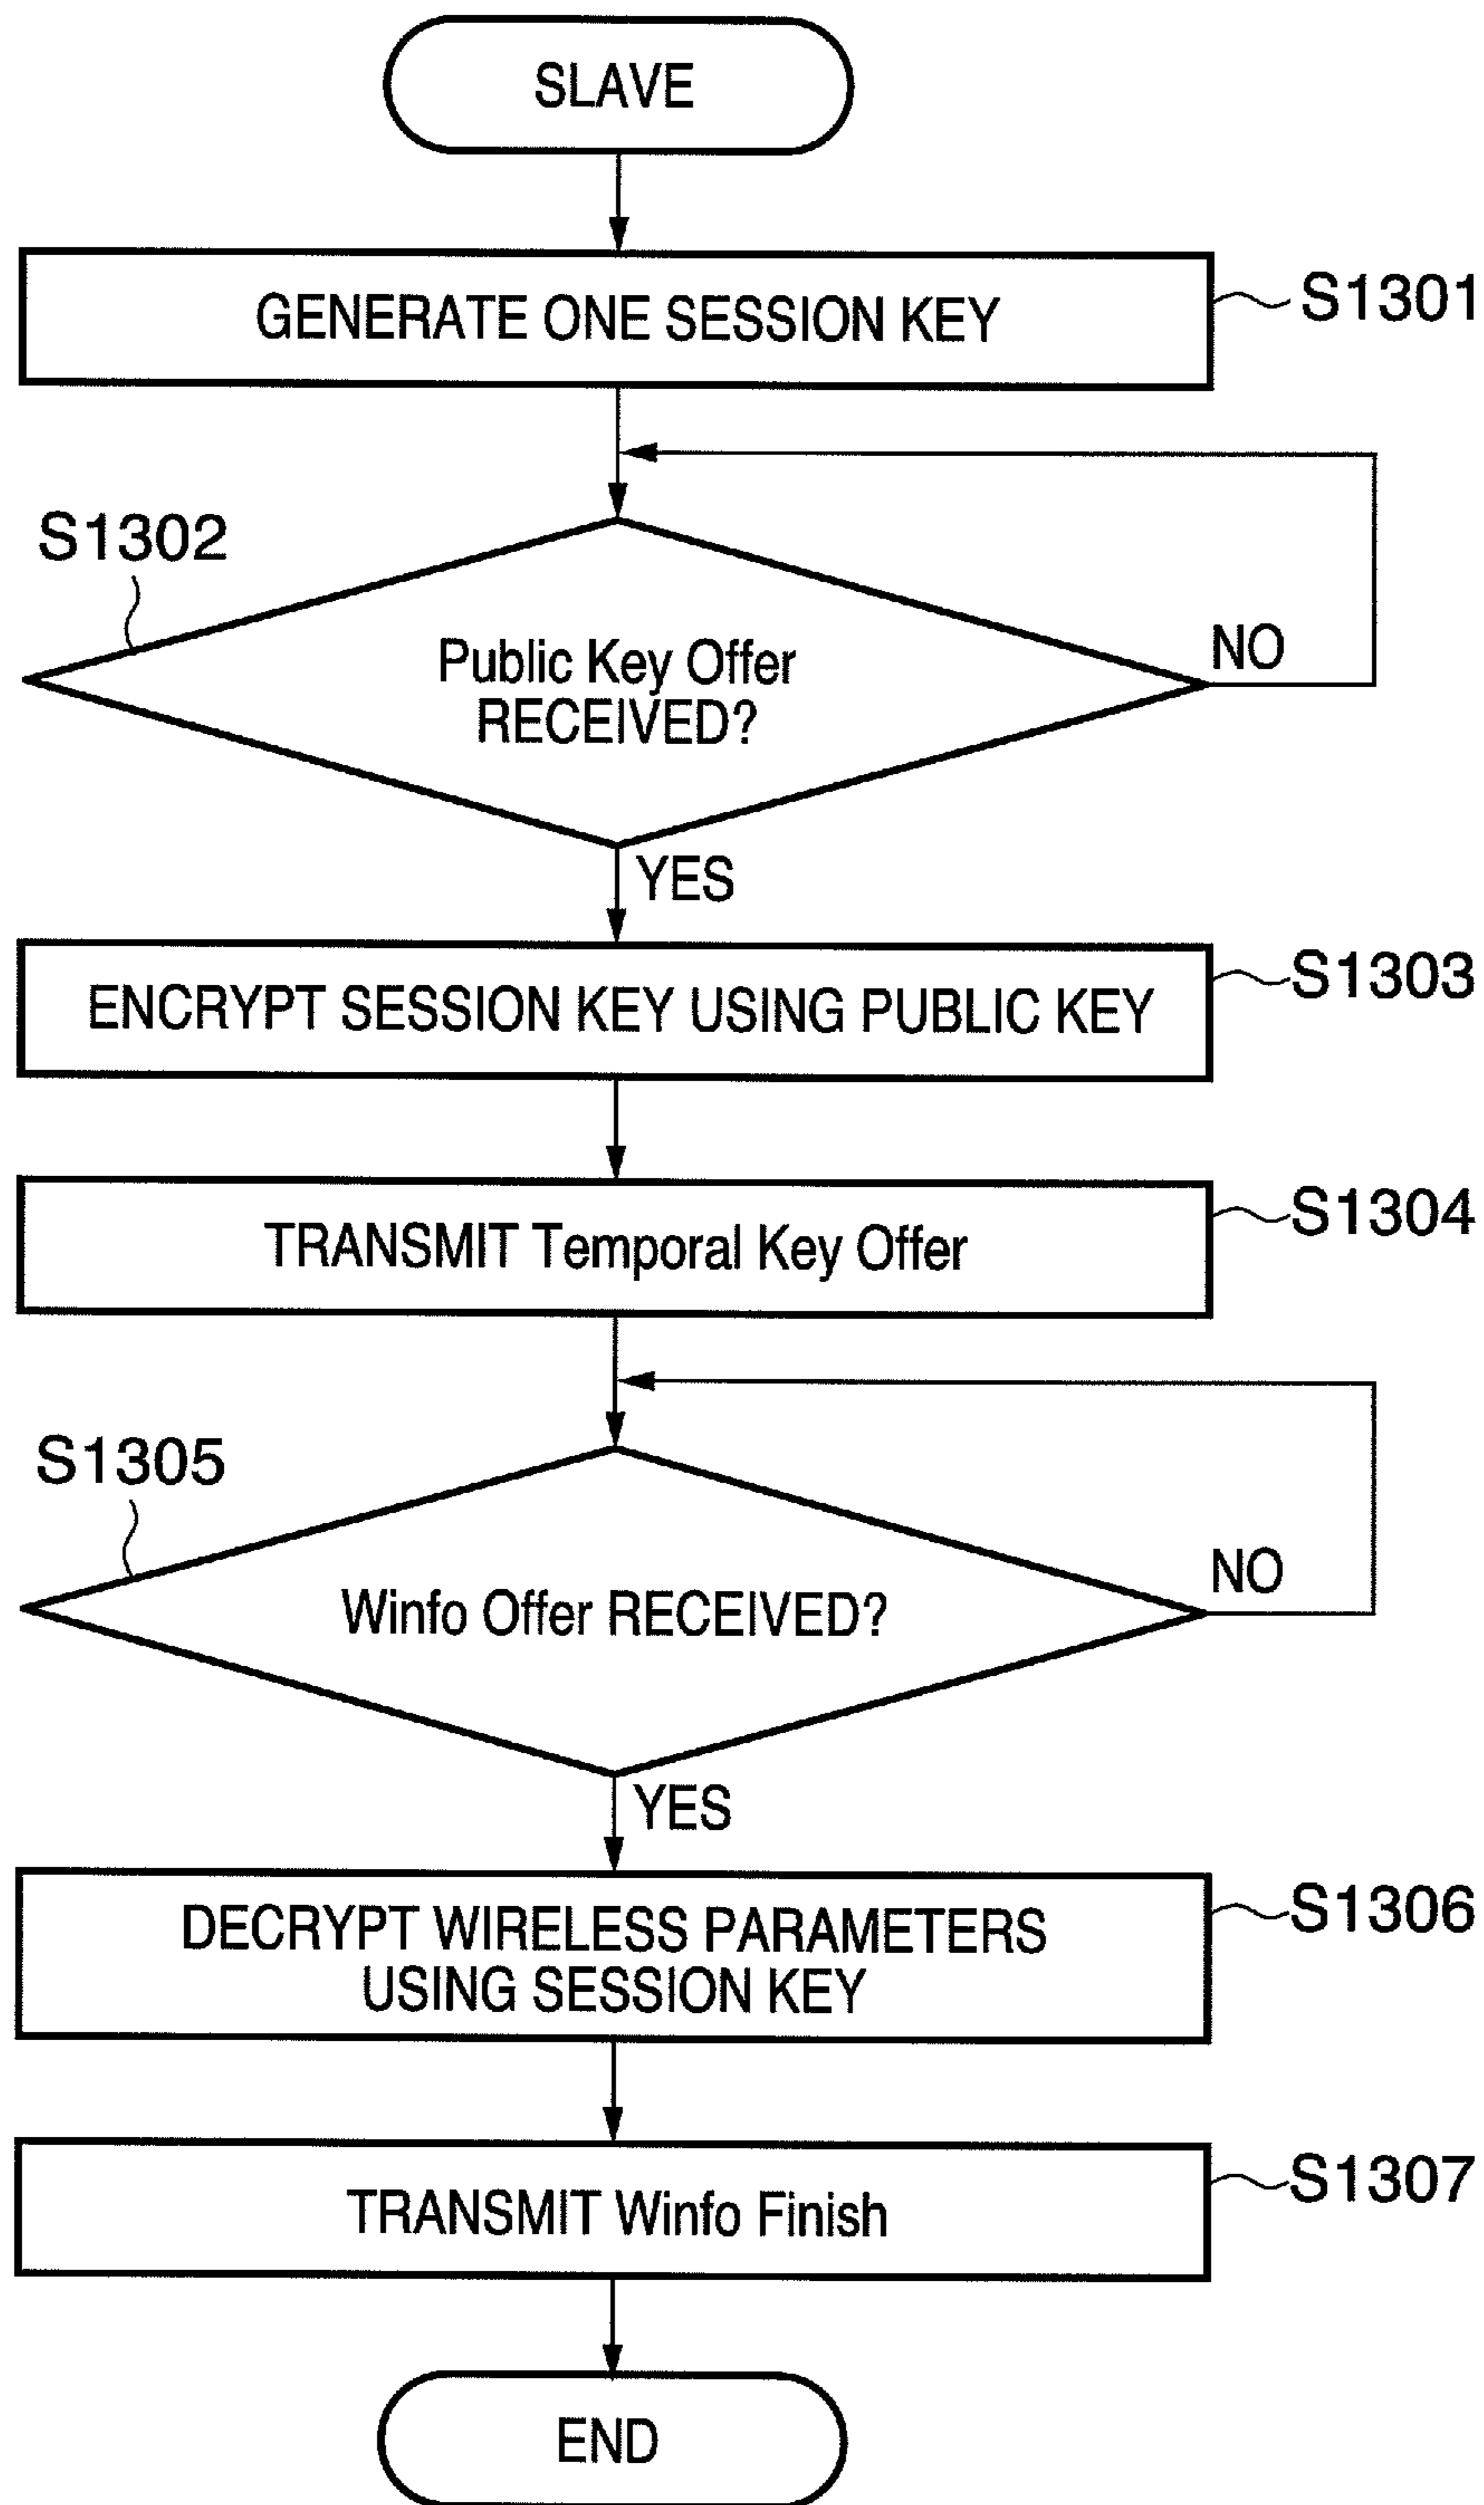 SLAVE
GENERATE ONE SESSION KEY
S1301
S1302
Public Key Offer
RECEIVED?
NO
YES
ENCRYPT SESSION KEY USING PUBLIC KEY
S1303
TRANSMIT Temporal Key Offer
S1304
S1305
Winfo Offer RECEIVED?
NO
YES
DECRYPT WIRELESS PARAMETERS
USING SESSION KEY
S1306
TRANSMIT Winfo Finish
S1307
END